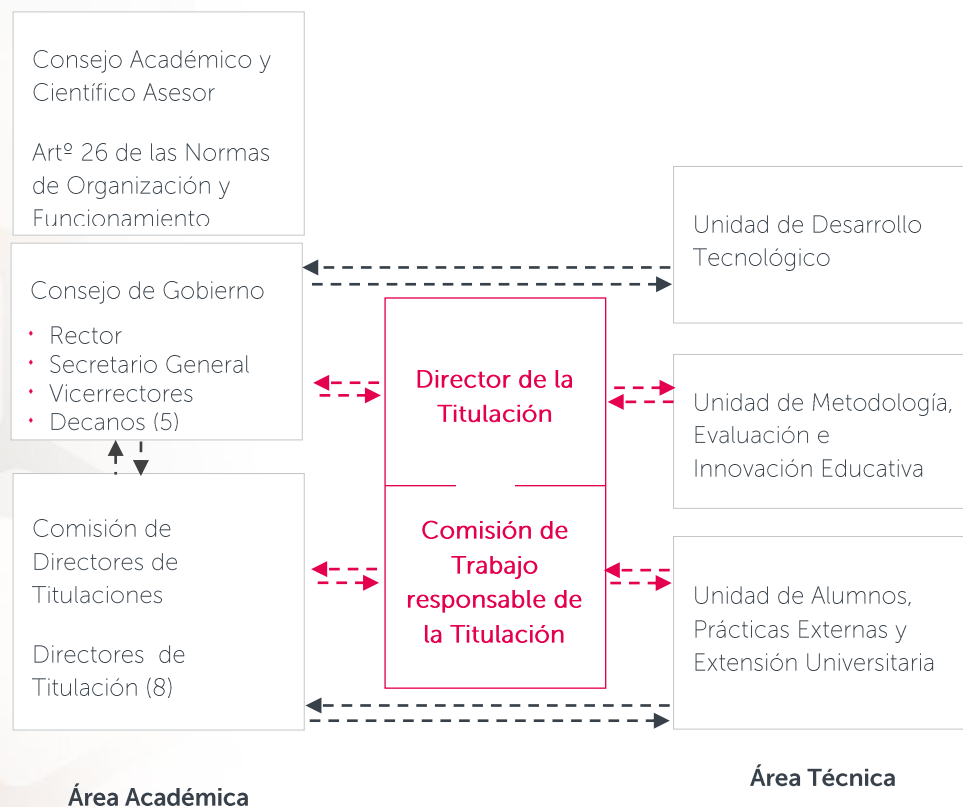 Consejo Académico y
Científico Asesor
Artº 26 de las Normas
de Organización y
Funcionamiento
Consejo de Gobierno
• Rector
• Secretario General
• Vicerrectores
• Decanos (5)
Comisión de
Directores de
Titulaciones
Directores de
Titulación (8)
Área Académica
Director de la
Titulación
Comisión de
Trabajo
responsable de
la Titulación
Unidad de Desarrollo
Tecnológico
Unidad de Metodología,
Evaluación e
Innovación Educativa
Unidad de Alumnos,
Prácticas Externas y
Extensión Universitaria
Área Técnica